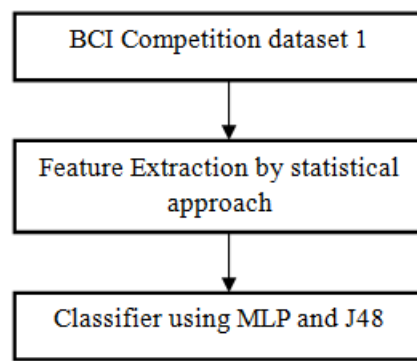 BCI Competition dataset 1
Feature Extraction by statistical
approach
Classifier using MLP and J48